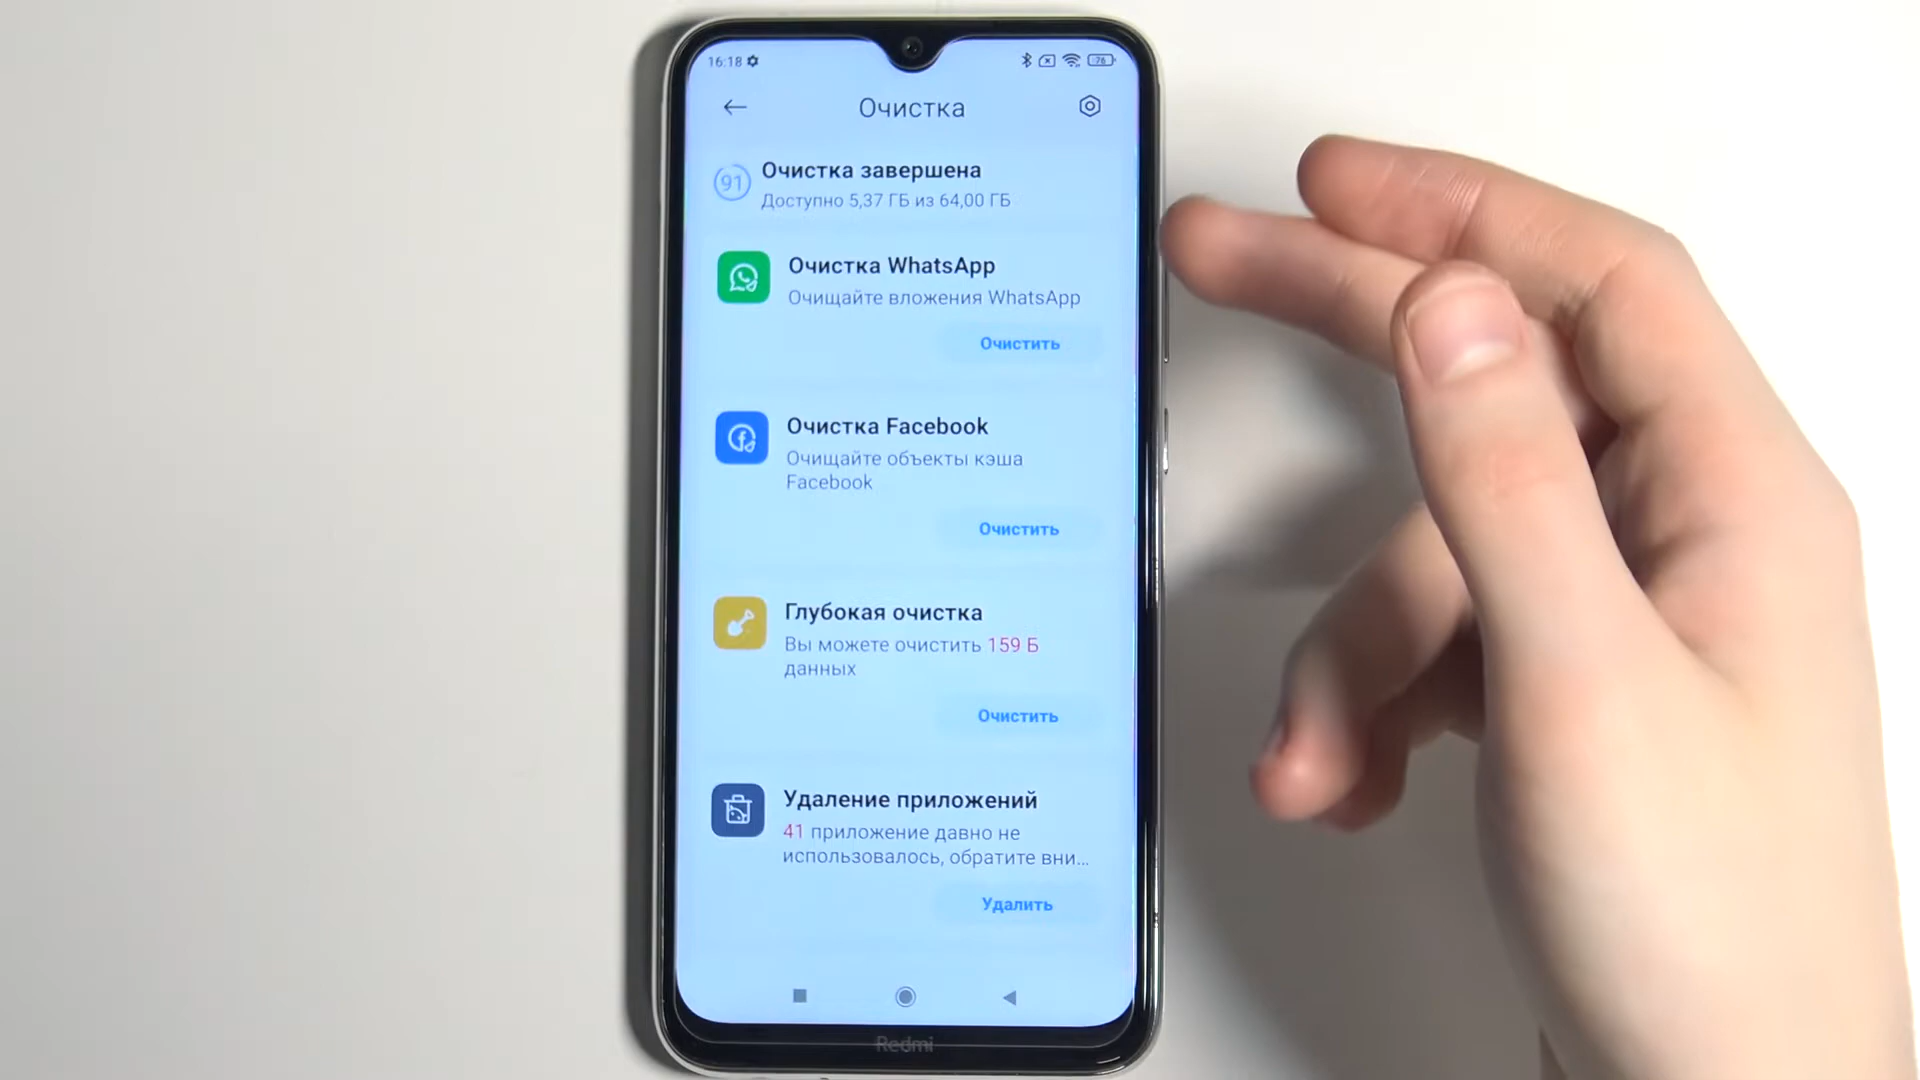 16:18
76
Очистка
91
Очистка завершена
Доступно 5,37 ГБ из 64,00 ГБ
Очистка WhatsApp
Очищайте вложения WhatsApp
Очистить
Очистка Facebook
Очищайте объекты кэша
Facebook
Очистить
Глубокая очистка
Вы можете очистить 159 Б
данных
Очистить
Удаление приложений
41 приложение давно не
использовалось, обратите вни...
Удалить
Redmi